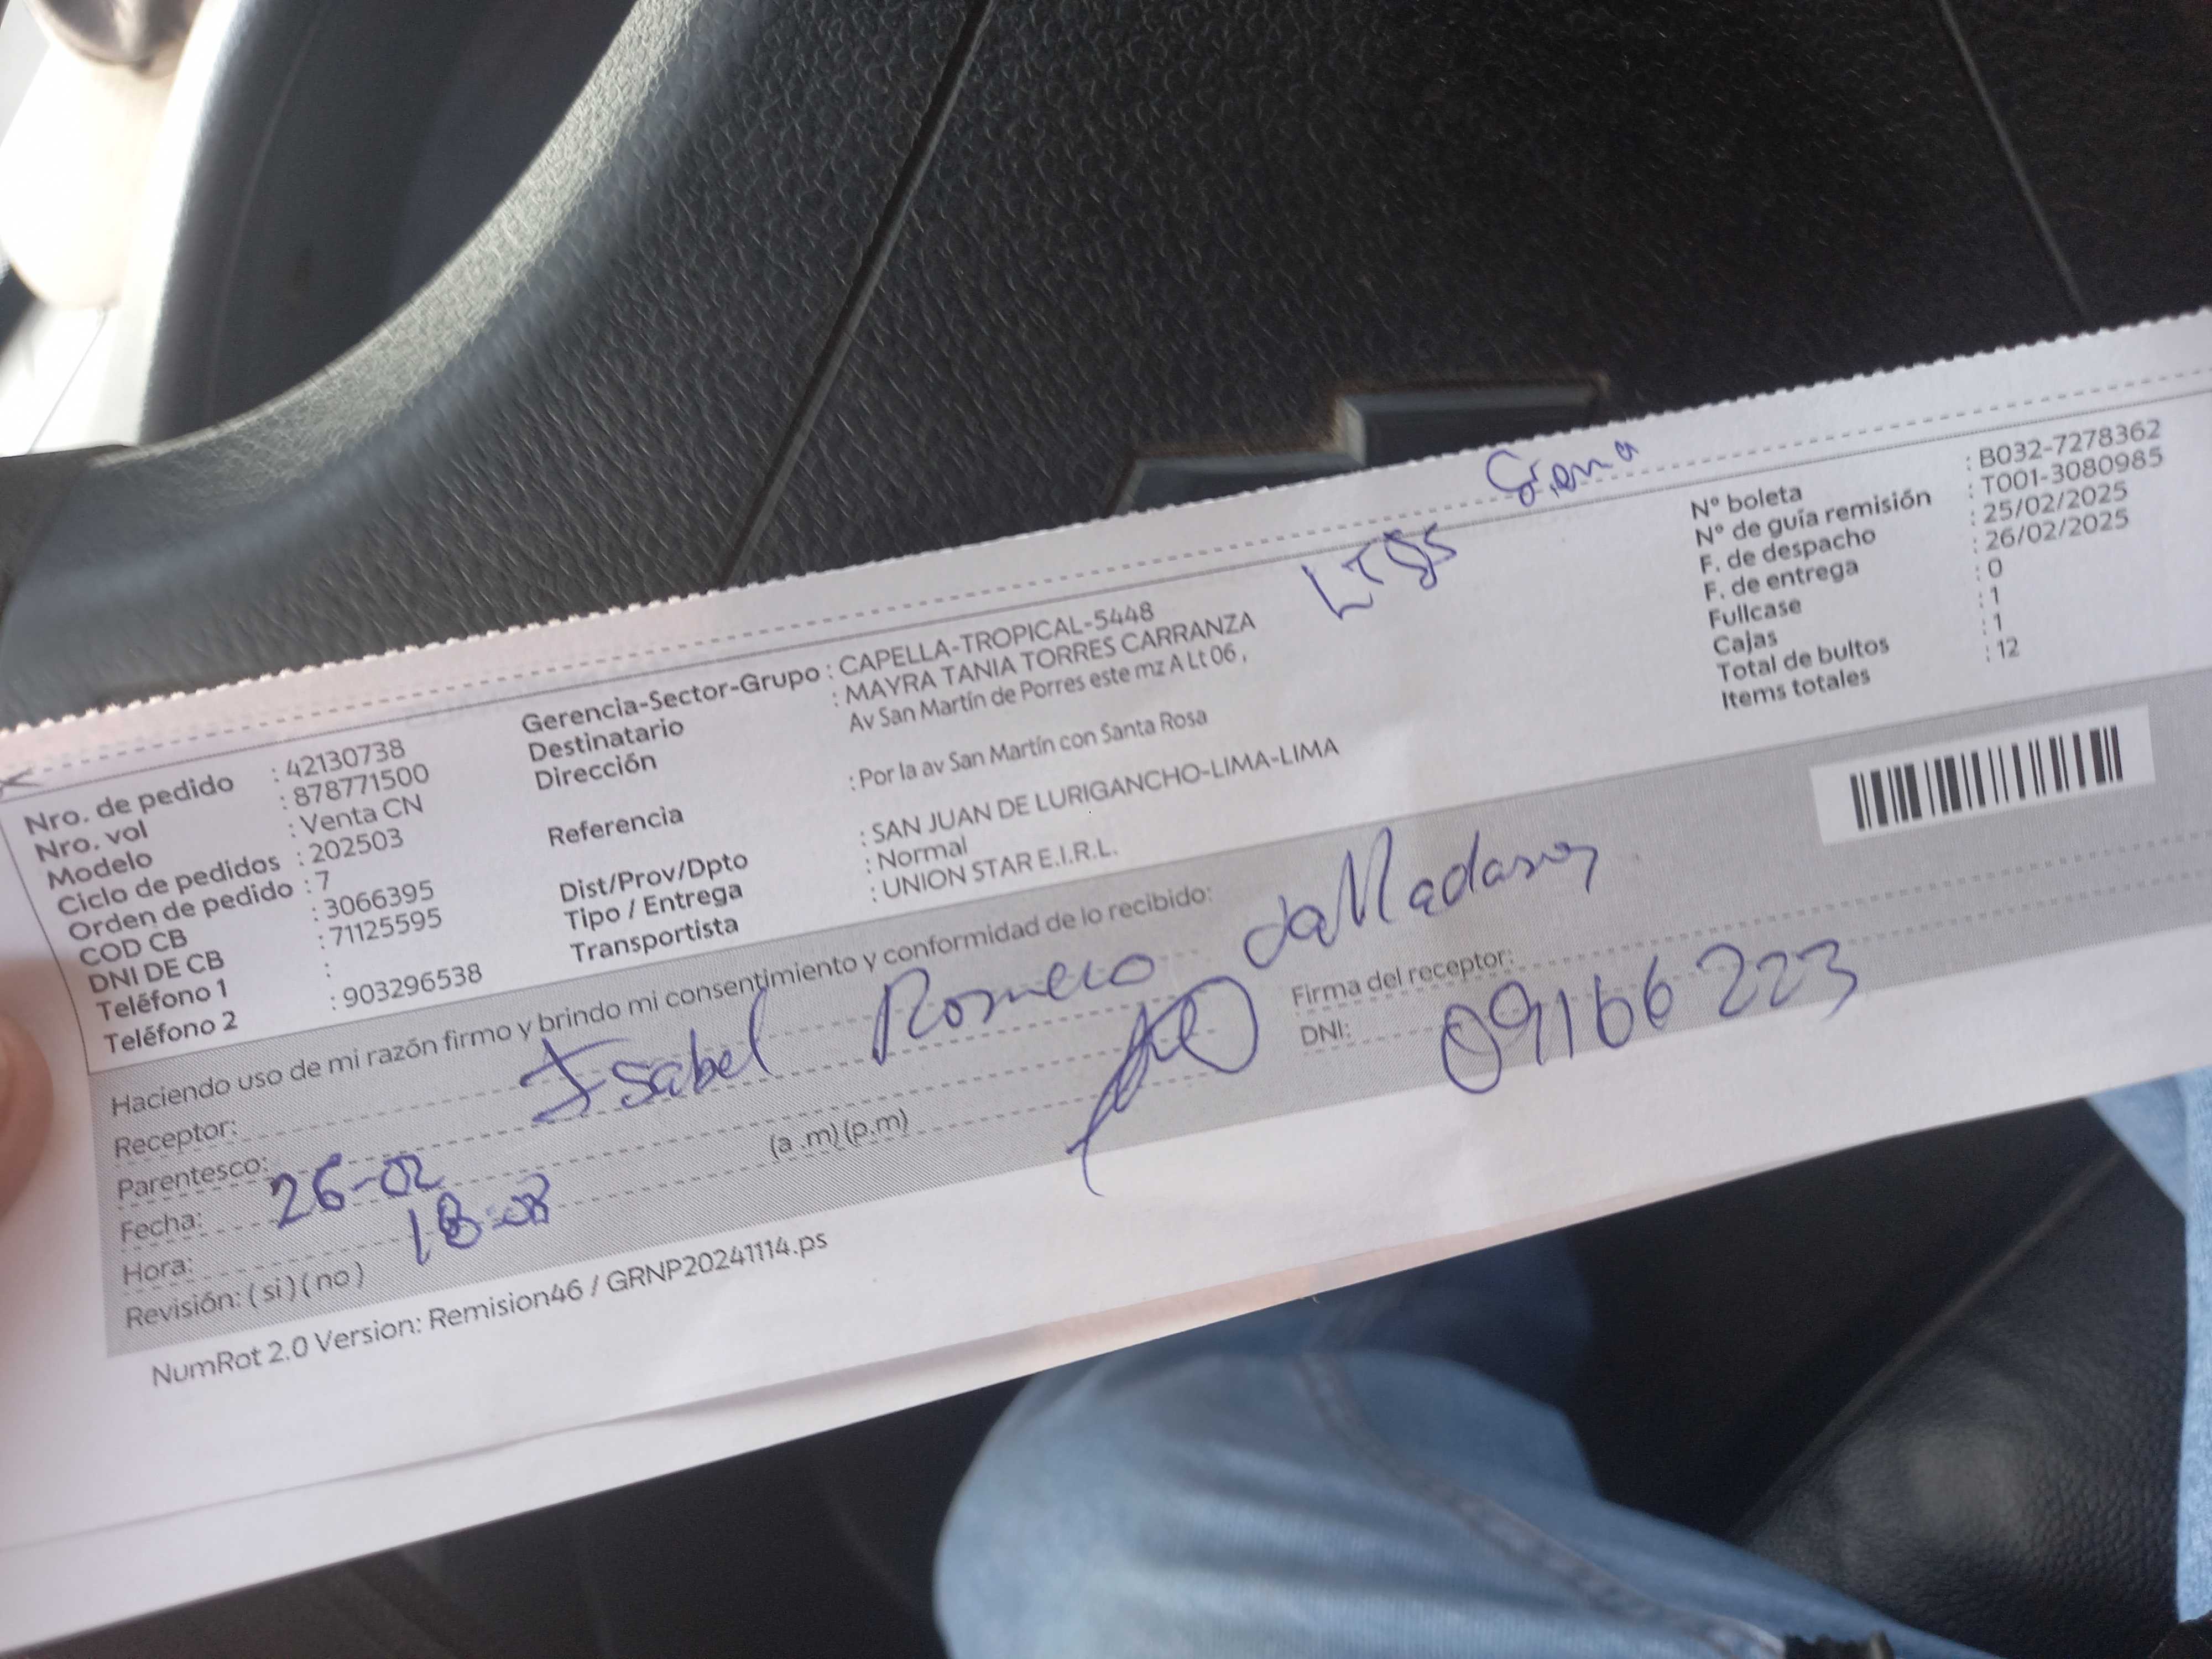 Nro. de pedido : 42130738
Nro. vol : 878771500
Modelo : Venta CN
Ciclo de pedidos : 202503
Orden de pedido : 7
COD CB : 3066395
DNI DE CB : 71125595
Teléfono 1 :
Teléfono 2 : 903296538
Gerencia-Sector-Grupo : CAPELLA-TROPICAL-5448
Destinatario : MAYRA TANIA TORRES CARRANZA
Dirección Av San Martín de Porres este mz A Lt 06 ,
Referencia : Por la av San Martín con Santa Rosa
Dist/Prov/Dpto : SAN JUAN DE LURIGANCHO-LIMA-LIMA
Tipo / Entrega : Normal
Transportista : UNION STAR E.I.R.L.
N° boleta : B032-7278362
N° de guía remisión : T001-3080985
F. de despacho : 25/02/2025
F. de entrega : 26/02/2025
Fullcase : 0
Cajas : 1
Total de bultos : 1
Items totales : 12
Haciendo uso de mi razón firmo y brindo mi consentimiento y conformidad de lo recibido:
Receptor: Isabel Romero
Parentesco:
Fecha: 26-02
Hora: (a .m) (p.m)
Revisión: ( si ) ( no )
Firma del receptor:
DNI: 09166223
NumRot 2.0 Version: Remision46 / GRNP20241114.ps